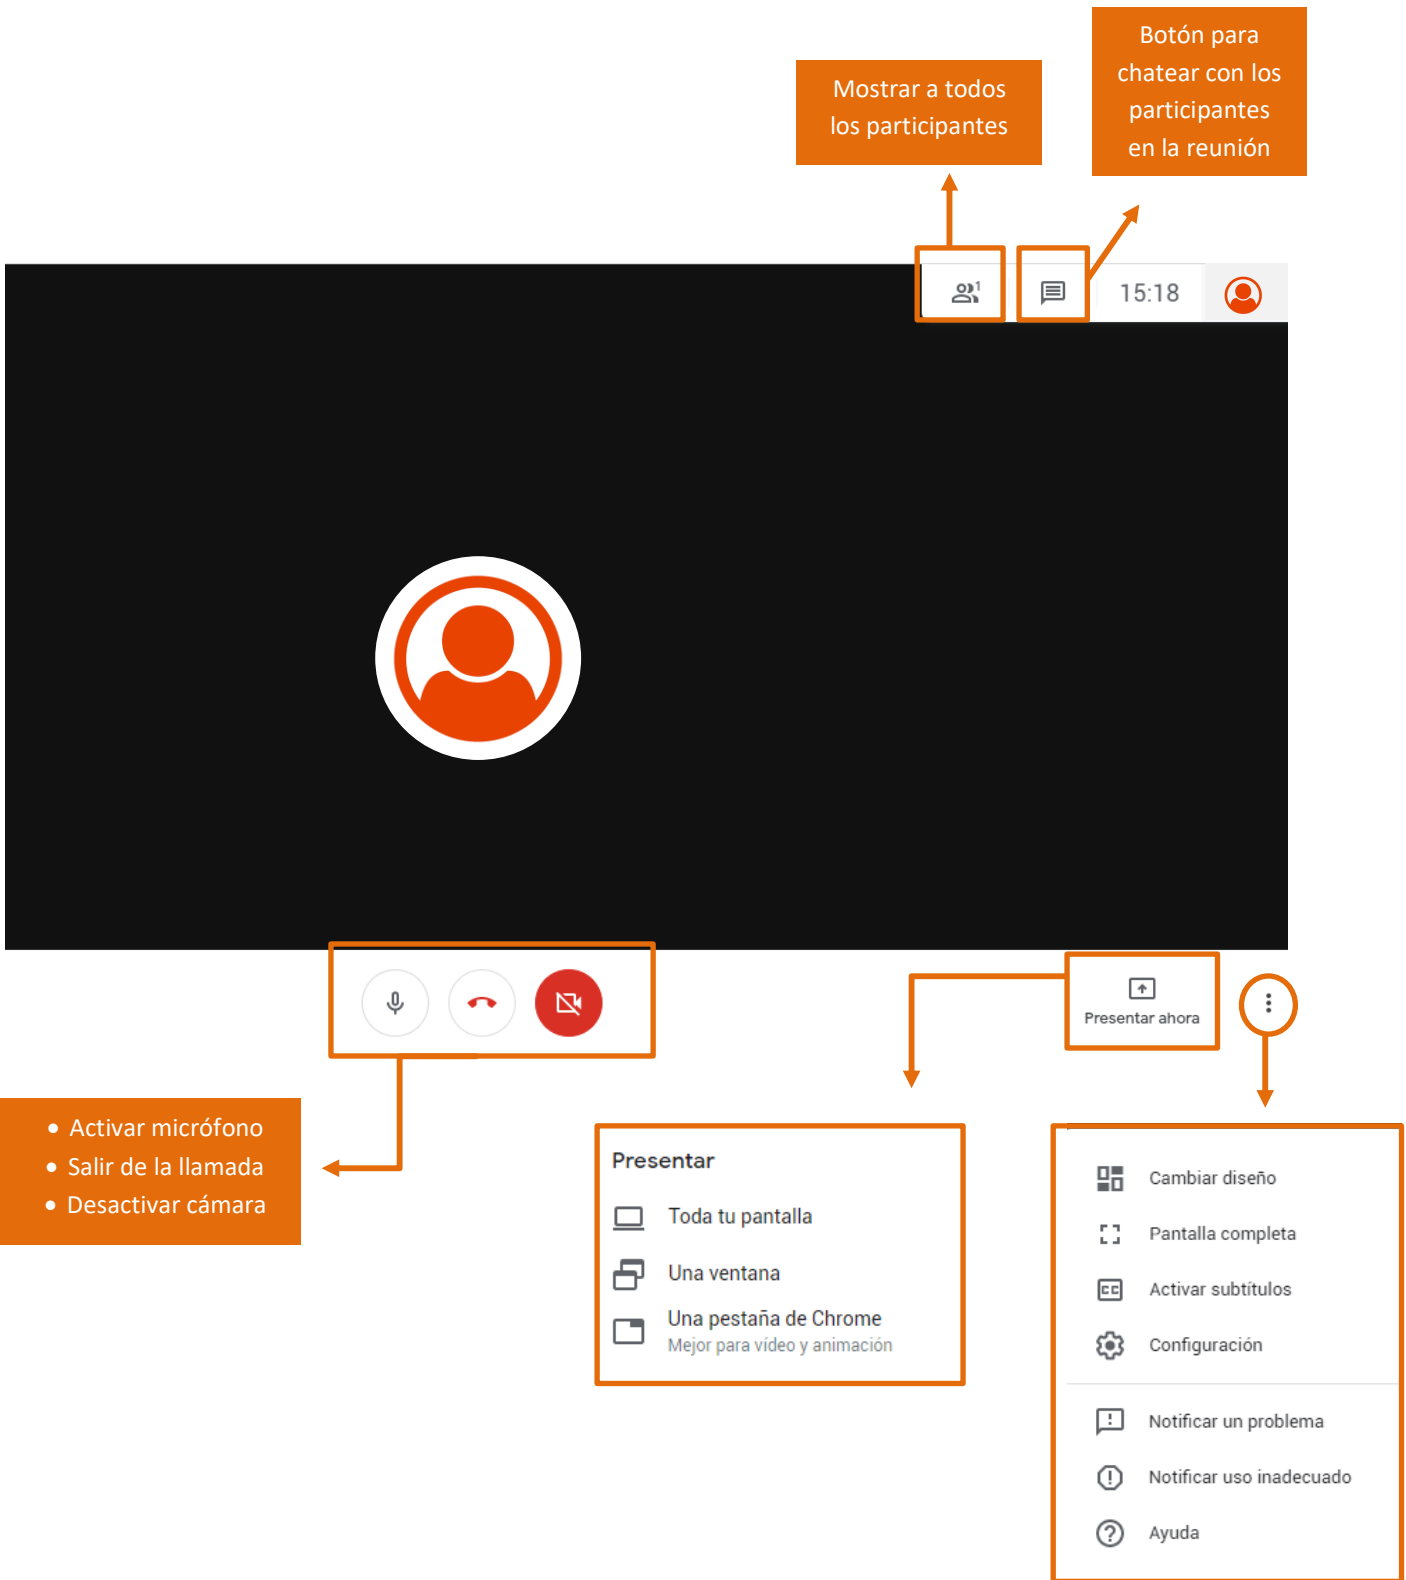 Botón para
chatear con los
participantes
en la reunión
Mostrar a todos
los participantes
1
15:18
Presentar ahora
• Activar micrófono
• Salir de la llamada
• Desactivar cámara
Presentar
Toda tu pantalla
Una ventana
Una pestaña de Chrome
Mejor para vídeo y animación
Cambiar diseño
Pantalla completa
CC Activar subtítulos
Configuración
Notificar un problema
Notificar uso inadecuado
Ayuda